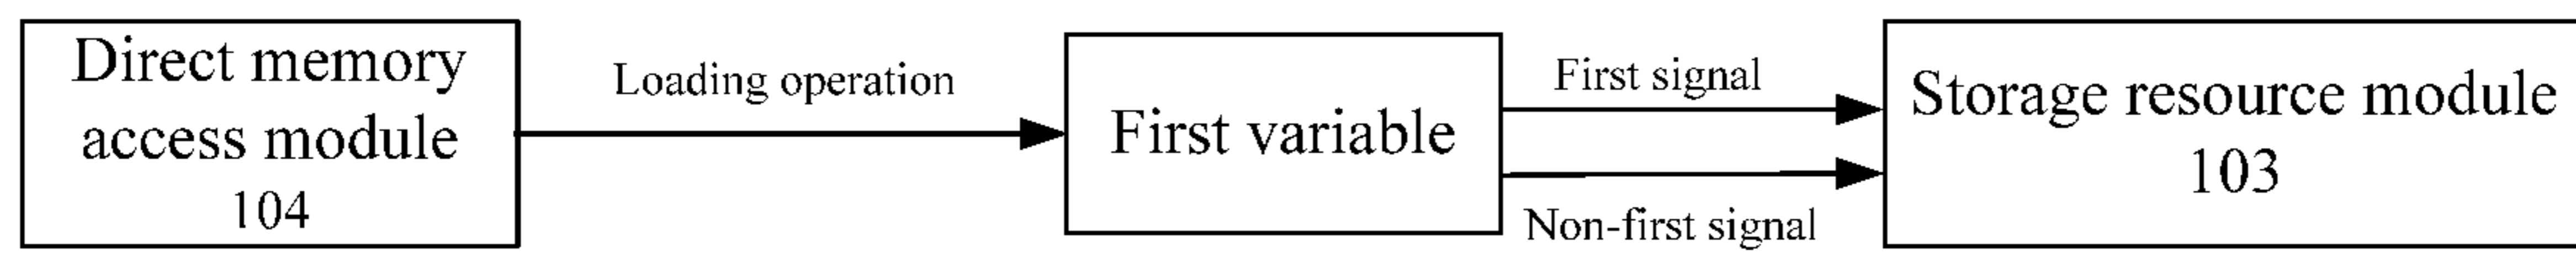 Direct memory
access module
104
Loading operation
First variable
First signal
Non-first signal
Storage resource module
103